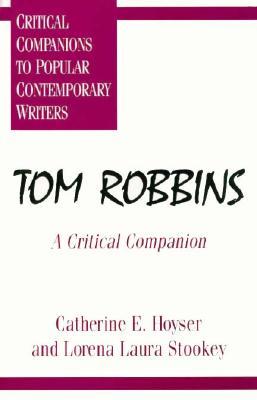 CRITICAL
COMPANIONS
TO POPULAR
CONTEMPORARY
WRITERS
TOM ROBBINS
A Critical Companion
Catherine E. Hoyser
and Lorena Laura Stookey